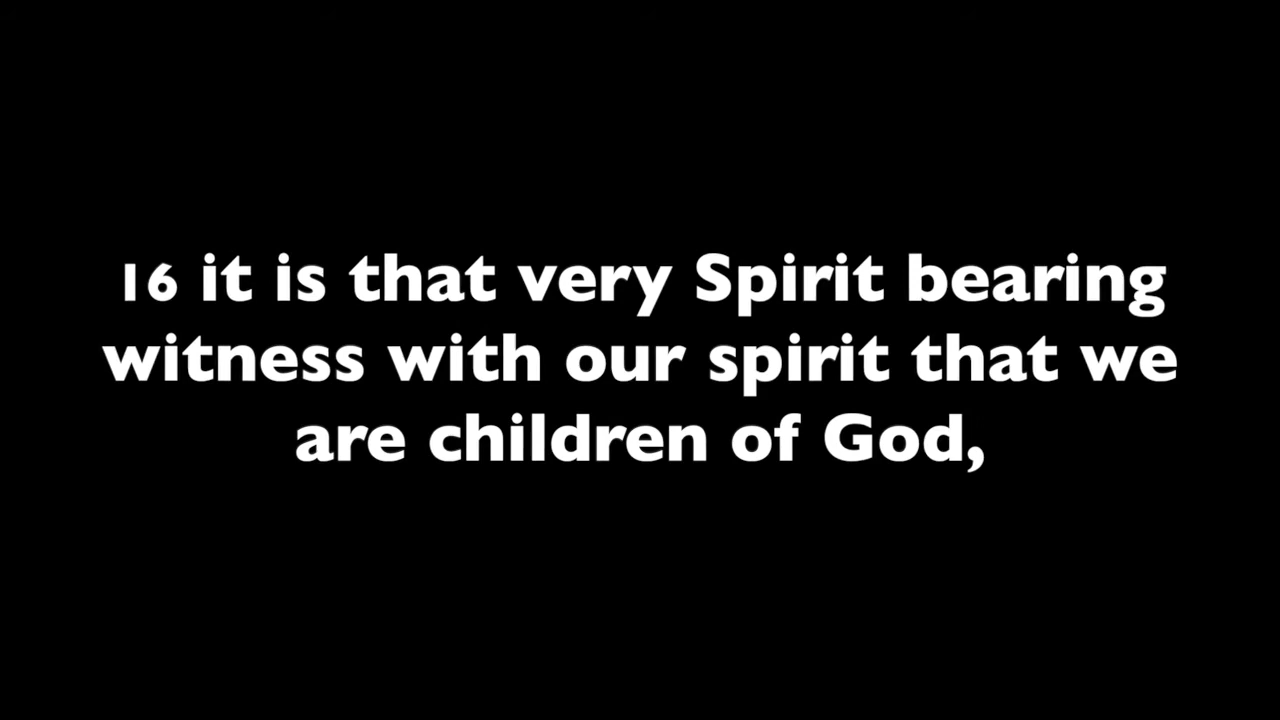 16 it is that very Spirit bearing
witness with our spirit that we
are children of God,